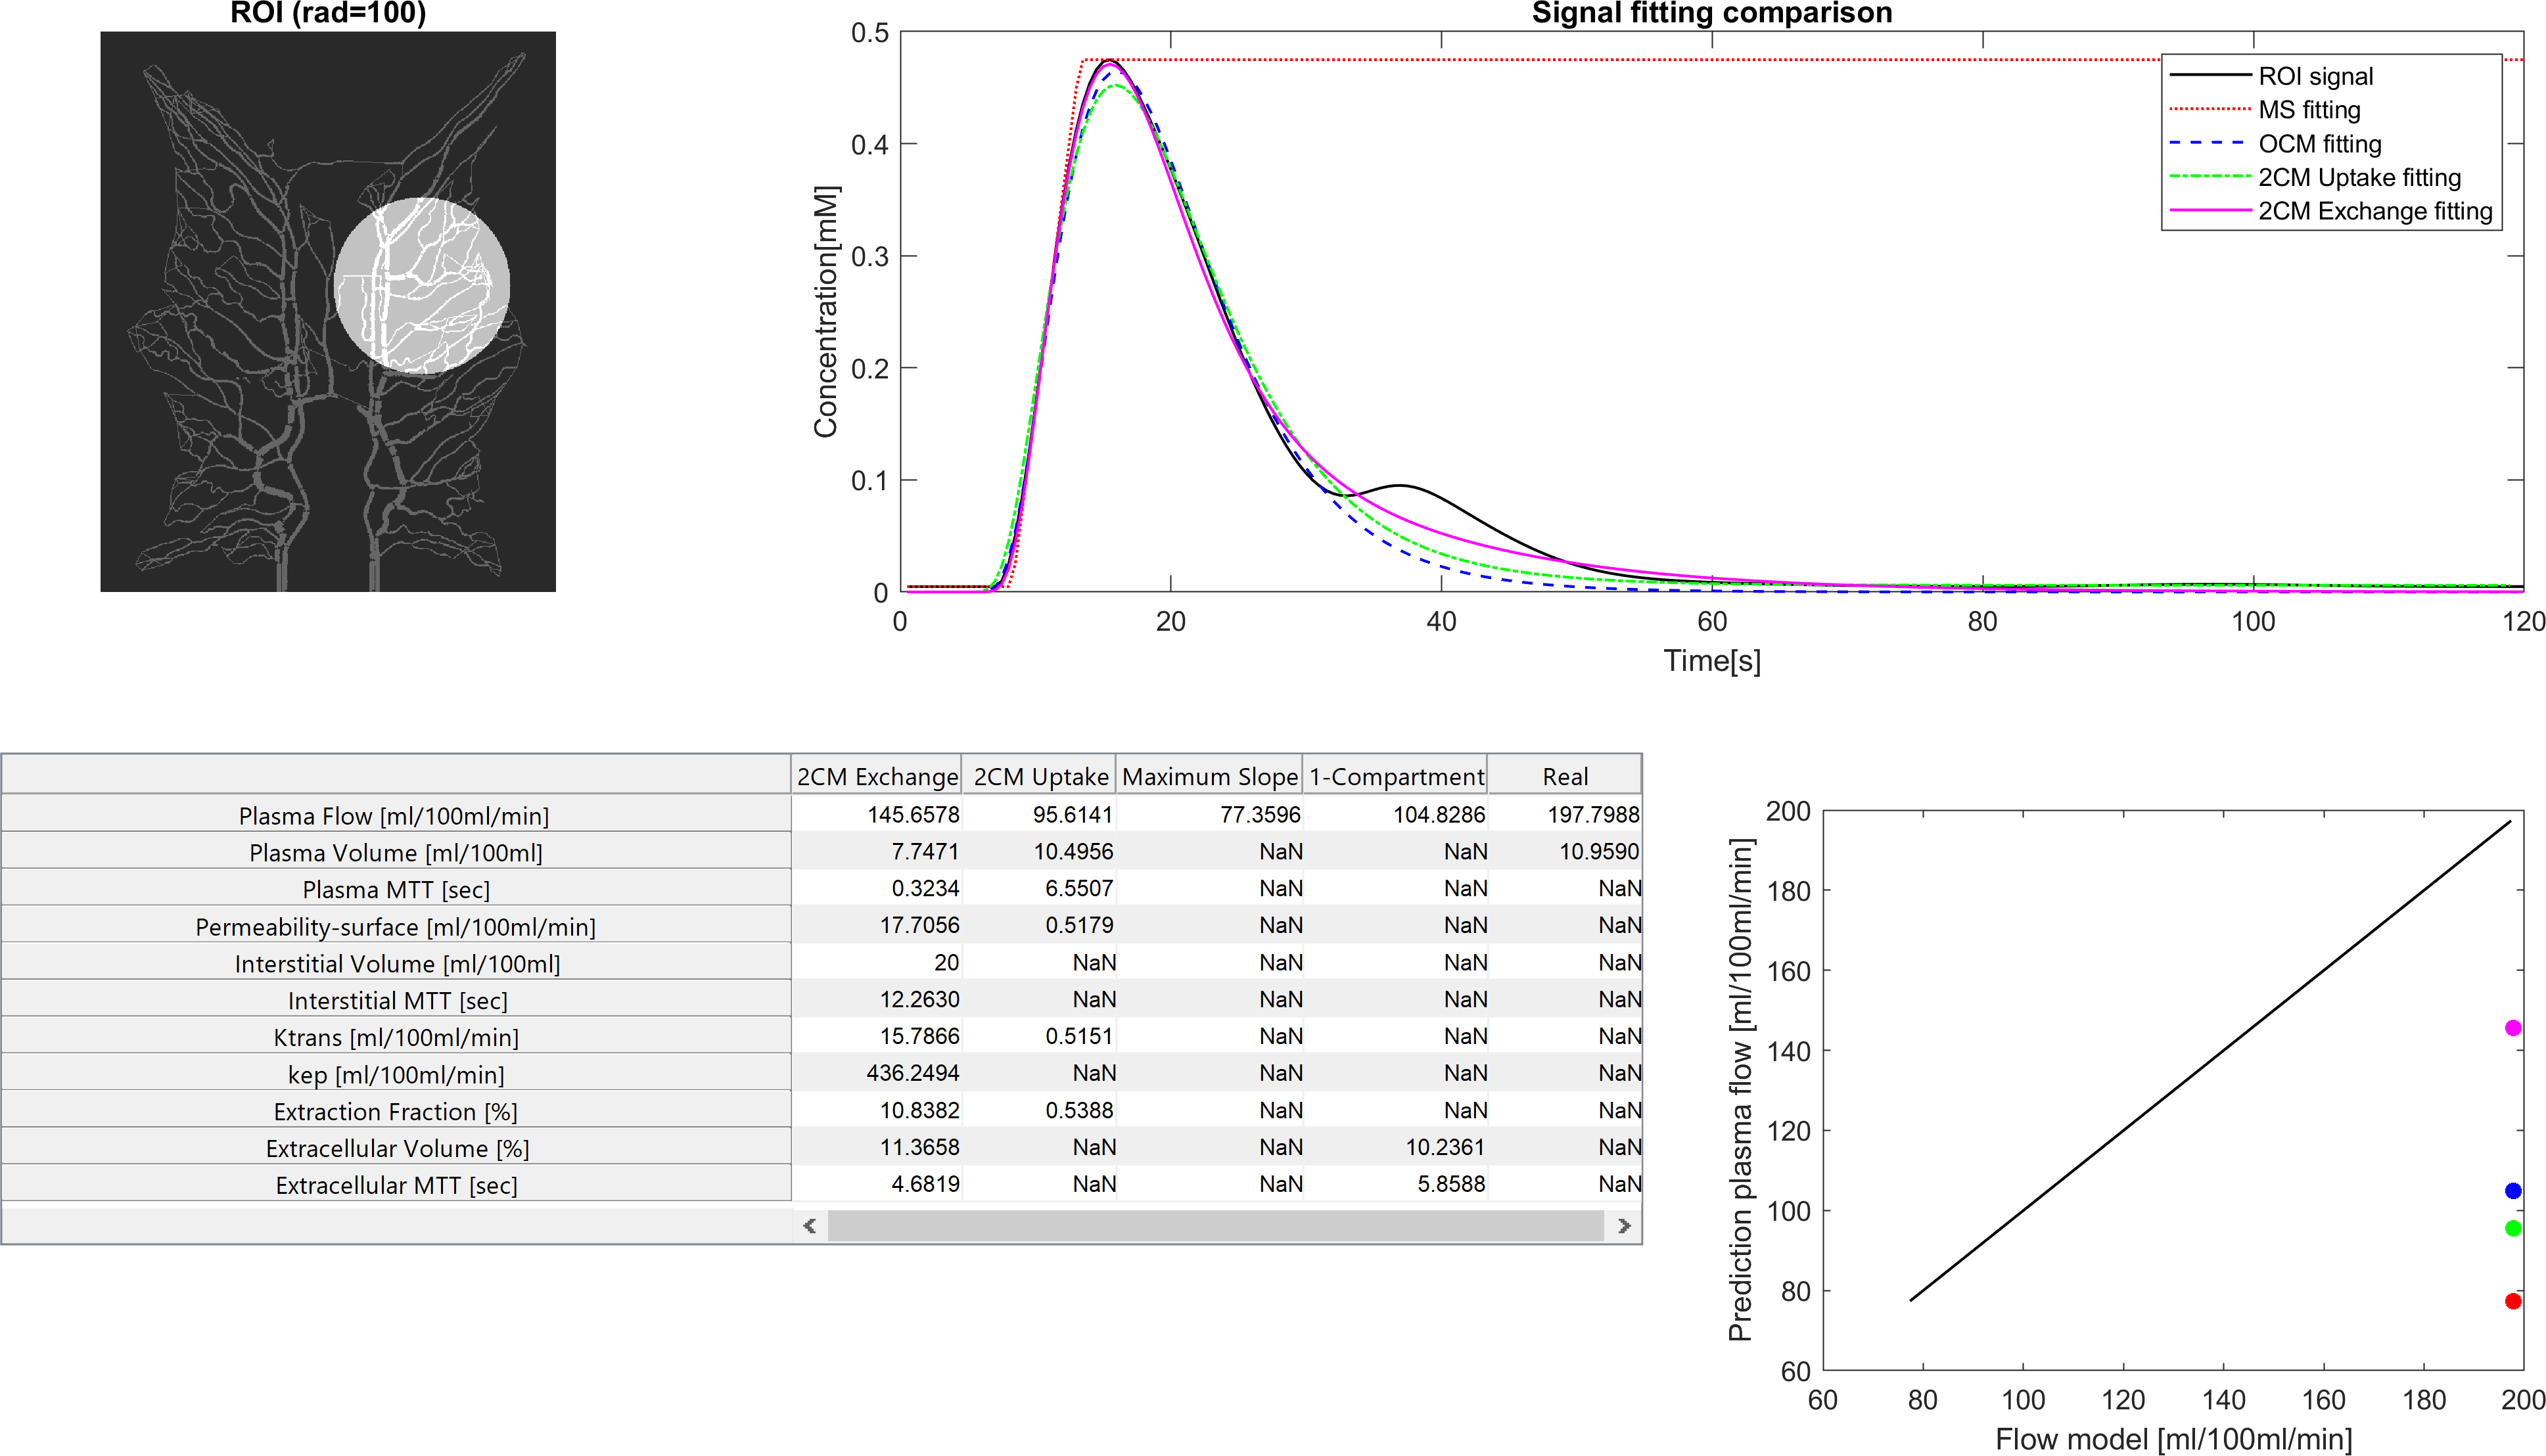 ROI (rad=100)
Signal fitting comparison
0.5
0.4
0.3
0.2
0.1
0
Concentration[mM]
0 20 40 60 80 100 120
Time[s]
ROI signal
MS fitting
OCM fitting
2CM Uptake fitting
2CM Exchange fitting
2CM Exchange 2CM Uptake Maximum Slope 1-Compartment Real
Plasma Flow [ml/100ml/min] 145.6578 95.6141 77.3596 104.8286 197.7988
Plasma Volume [ml/100ml] 7.7471 10.4956 NaN NaN 10.9590
Plasma MTT [sec] 0.3234 6.5507 NaN NaN NaN
Permeability-surface [ml/100ml/min] 17.7056 0.5179 NaN NaN NaN
Interstitial Volume [ml/100ml] 20 NaN NaN NaN NaN
Interstitial MTT [sec] 12.2630 NaN NaN NaN NaN
Ktrans [ml/100ml/min] 15.7866 0.5151 NaN NaN NaN
kep [ml/100ml/min] 436.2494 NaN NaN NaN NaN
Extraction Fraction [%] 10.8382 0.5388 NaN NaN NaN
Extracellular Volume [%] 11.3658 NaN NaN 10.2361 NaN
Extracellular MTT [sec] 4.6819 NaN NaN 5.8588 NaN
200
180
160
140
120
100
80
60
Prediction plasma flow [ml/100ml/min]
60 80 100 120 140 160 180 200
Flow model [ml/100ml/min]